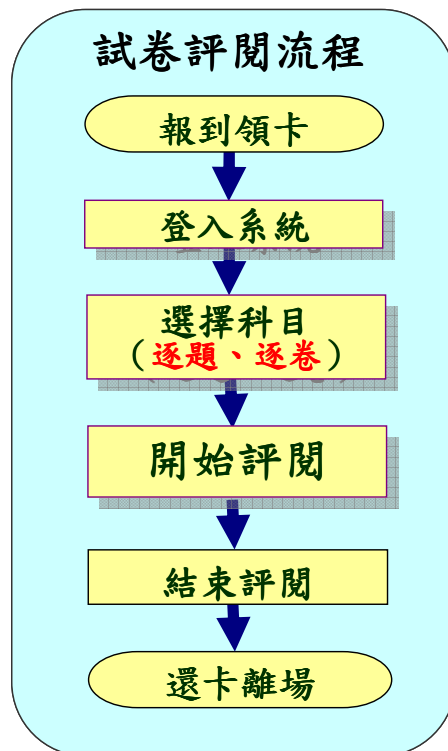 試卷評閱流程
報到領卡
登入系統
選擇科目
（逐題、逐卷）
開始評閱
結束評閱
還卡離場